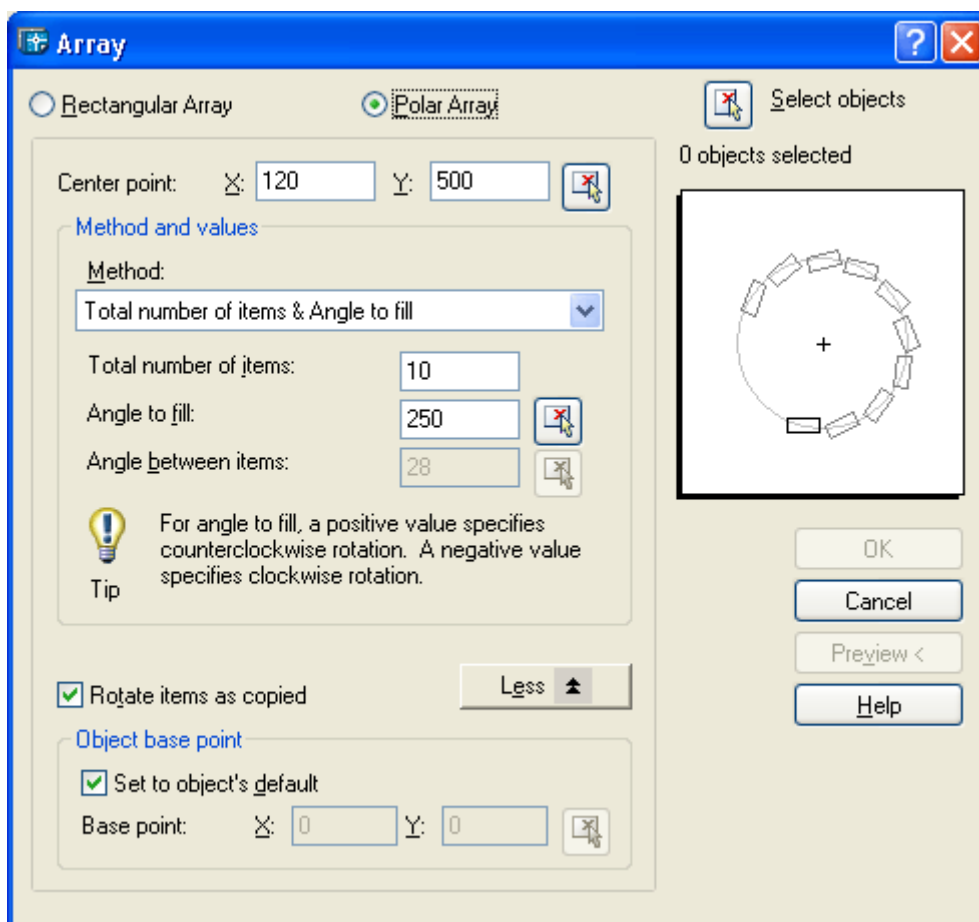 Array
Rectangular Array Polar Array Select objects
0 objects selected
Center point: X: 120 Y: 500
Method and values
Method:
Total number of items & Angle to fill
Total number of items: 10
Angle to fill: 250
Angle between items: 28
For angle to fill, a positive value specifies
counterclockwise rotation. A negative value
specifies clockwise rotation.
Tip
OK
Cancel
Preview <
Help
Rotate items as copied Less
Object base point
Set to object's default
Base point: X: 0 Y: 0